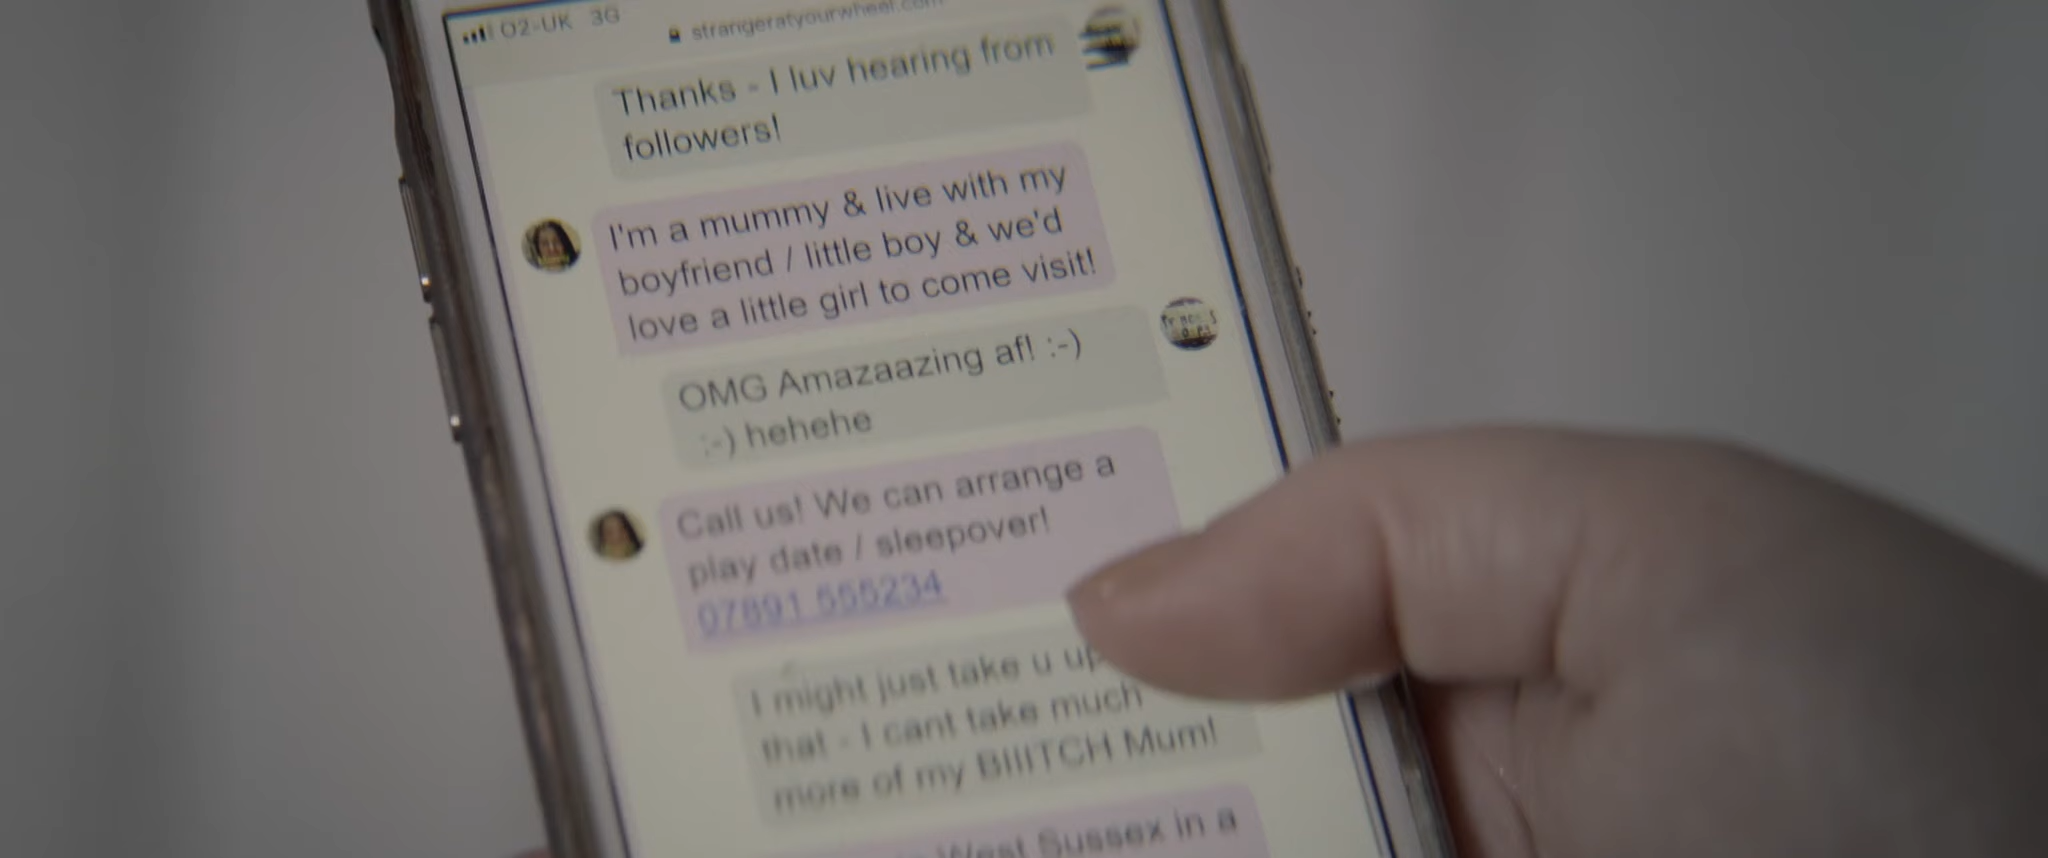 O2-UK 3G
strangeratyourwheel.com
Thanks - I luv hearing from
followers!
I'm a mummy & live with my
boyfriend / little boy & we'd
love a little girl to come visit!
OMG Amazaazing af! :-)
:-) hehehe
Call us! We can arrange a
play date / sleepover!
07891 555234
I might just take u up
that - I cant take much
more of my BIIITCH Mum!
West Sussex in a